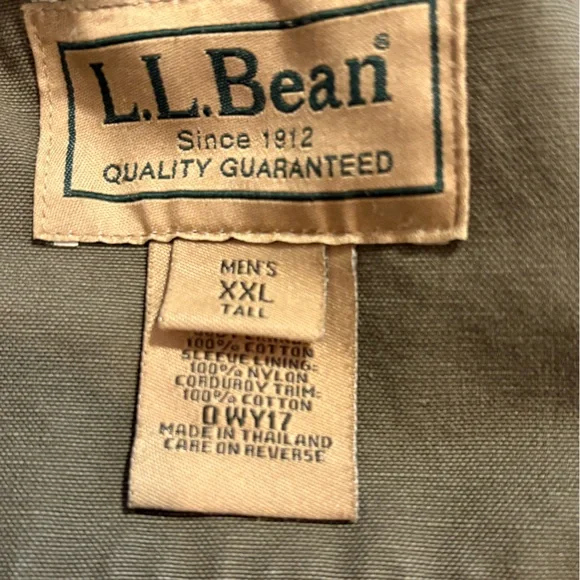 L.L.Bean®
Since 1912
QUALITY GUARANTEED
MEN'S
XXL
TALL
100% COTTON
SLEEVE LINING:
100% NYLON
CORDUROY TRIM:
100% COTTON
0WY17
MADE IN THAILAND
CARE ON REVERSE